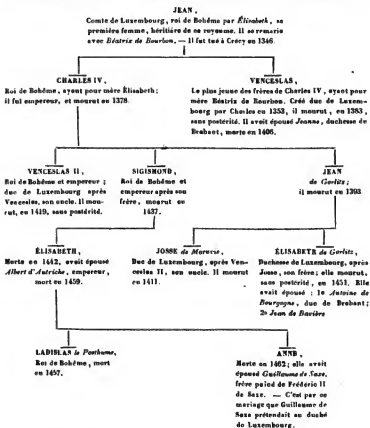 JEAN,
Comte de Luxembourg, roi de Bohême par Élisabeth, sa
première femme, héritière de ce royaume. Il se remarie
avec Béatrix de Bourbon. — Il fut tué à Crécy en 1346.
CHARLES IV,
Roi de Bohême, ayant pour mère Élisabeth;
il fut empereur, et mourut en 1378.
VENCESLAS,
Le plus jeune des frères de Charles IV, ayant pour
mère Béatrix de Bourbon. Créé duc de Luxem-
bourg par Charles en 1353, il mourut, en 1383,
sans postérité. Il avait épousé Jeanne, duchesse de
Brabant, morte en 1406.
VENCESLAS II,
Roi de Bohême et empereur;
duc de Luxembourg après
Venceslas, son oncle. Il mou-
rut, en 1419, sans postérité.
SIGISMOND,
Roi de Bohême et
empereur après son
frère, mourut en
1437.
JEAN
de Gorlitz;
il mourut en 1393
ÉLISABETH,
Morte en 1442, avait épousé
Albert d'Autriche, empereur,
mort en 1459.
JOSSE de Moravie,
Duc de Luxembourg, après Ven-
ceslas II, son oncle. Il mourut
en 1411.
ÉLISABETH de Gorlitz,
Duchesse de Luxembourg, après
Josse, son frère; elle mourut,
sans postérité, en 1451. Elle
avait épousé : 1o Antoine de
Bourgogne, duc de Brabant;
2o Jean de Bavière
LADISLAS le Posthume,
Roi de Bohême, mort
en 1457.
ANNE,
Morte en 1462; elle avait
épousé Guillaume de Saxe,
frère puîné de Frédéric II
de Saxe. — C'est par ce
mariage que Guillaume de
Saxe prétendait au duché
de Luxembourg.